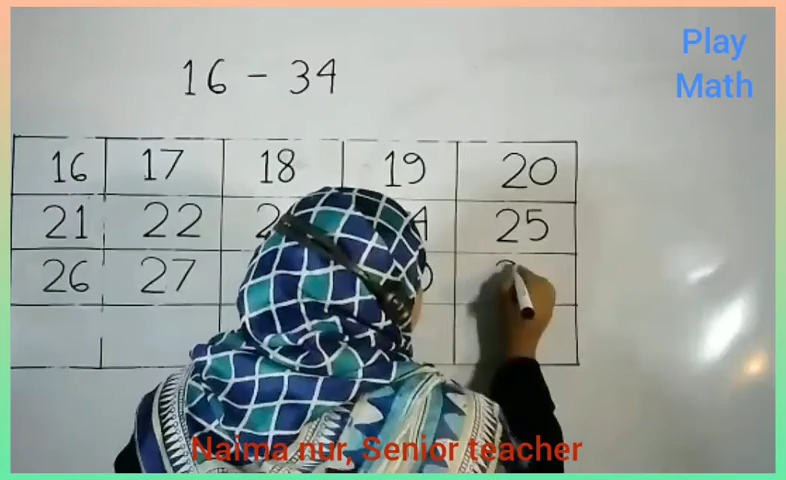 Play
Math
16 - 34
16 17 18 19 20
21 22 25
26 27
Naima nur, Senior teacher